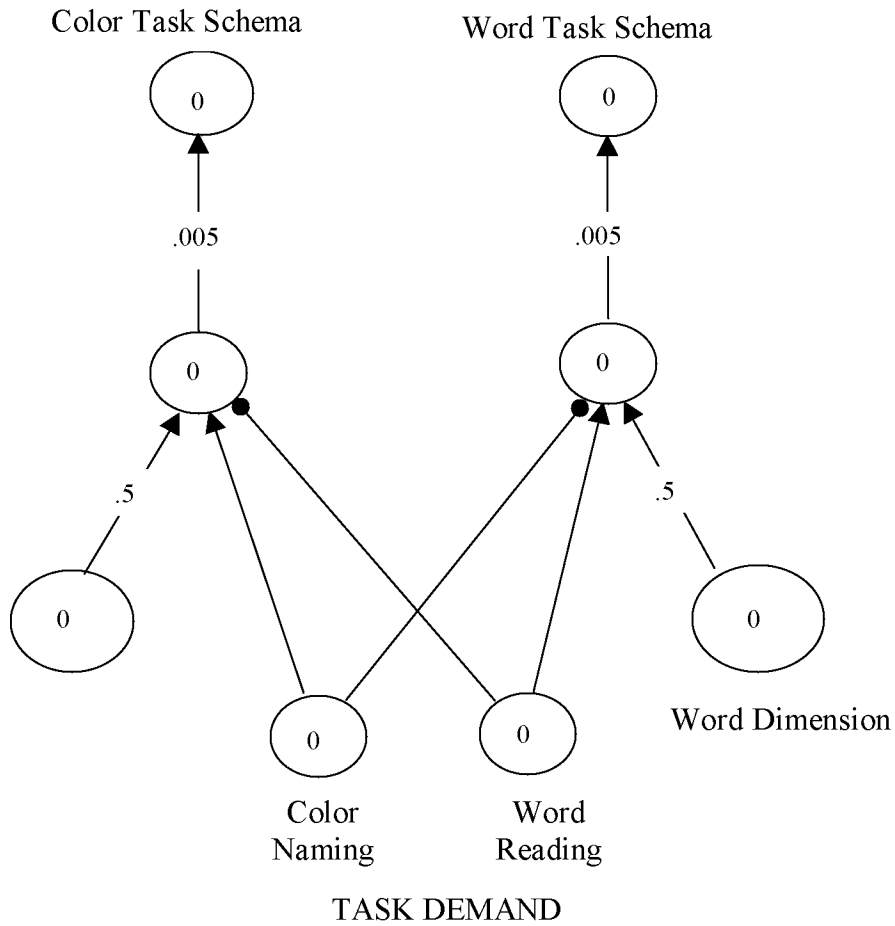 Color Task Schema
Word Task Schema
0
0
.005
.005
0
0
.5
.5
0
0
Word Dimension
0
0
Color
Naming
Word
Reading
TASK DEMAND